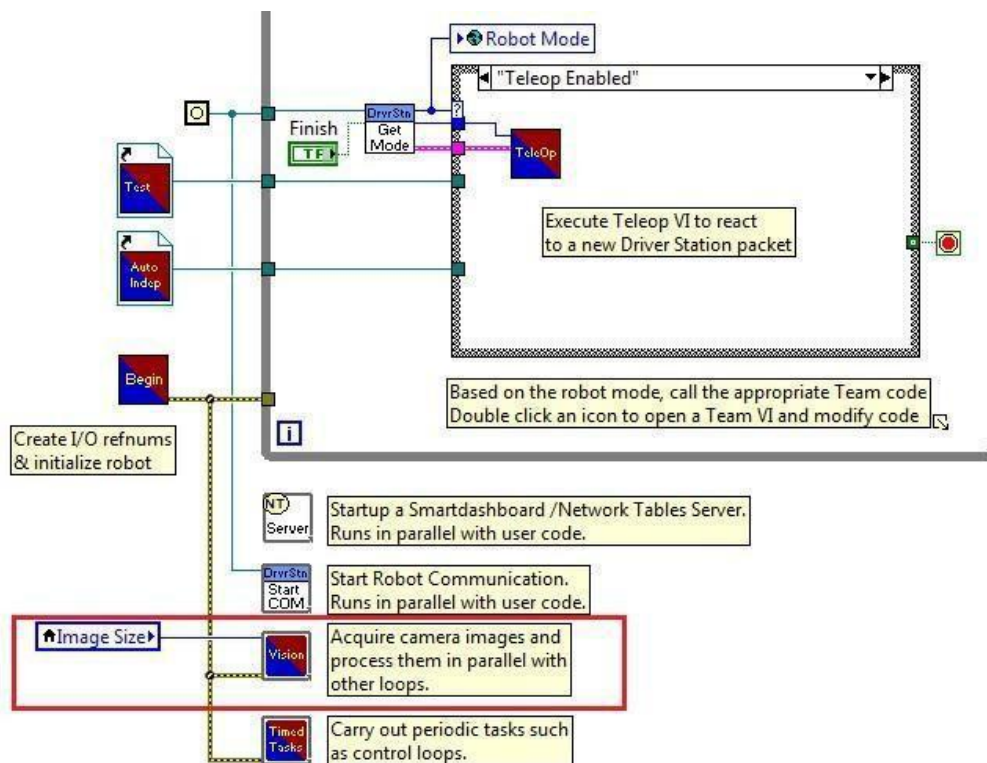 Robot Mode
"Teleop Enabled"
Finish
TF
DrvrStn
Get
Mode
?
TeleOp
Test
Execute Teleop VI to react
to a new Driver Station packet
Auto
Indep
Begin
Based on the robot mode, call the appropriate Team code
Double click an icon to open a Team VI and modify code
i
Create I/O refnums
& initialize robot
NT
Server
Startup a Smartdashboard /Network Tables Server.
Runs in parallel with user code.
DrvrStn
Start
COM
Start Robot Communication.
Runs in parallel with user code.
Image Size
Vision
Acquire camera images and
process them in parallel with
other loops.
Timed
Tasks
Carry out periodic tasks such
as control loops.